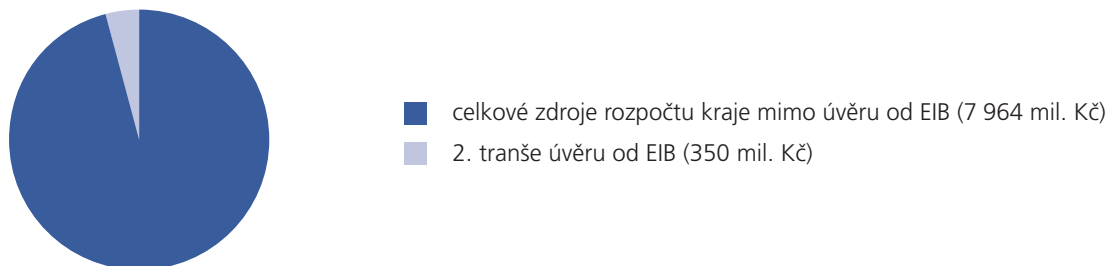 celkové zdroje rozpočtu kraje mimo úvěru od EIB (7 964 mil. Kč)
2. tranše úvěru od EIB (350 mil. Kč)